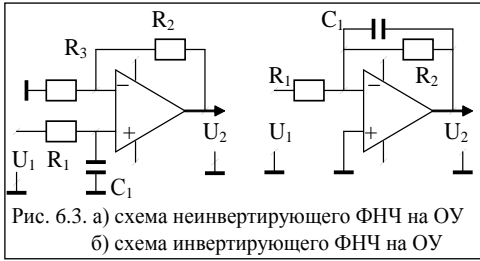 R₂
C₁
R₃
R₁
R₂
U₂
U₁
U₂
U₁
R₁
C₁
Рис. 6.3. а) схема неинвертирующего ФНЧ на ОУ
б) схема инвертирующего ФНЧ на ОУ